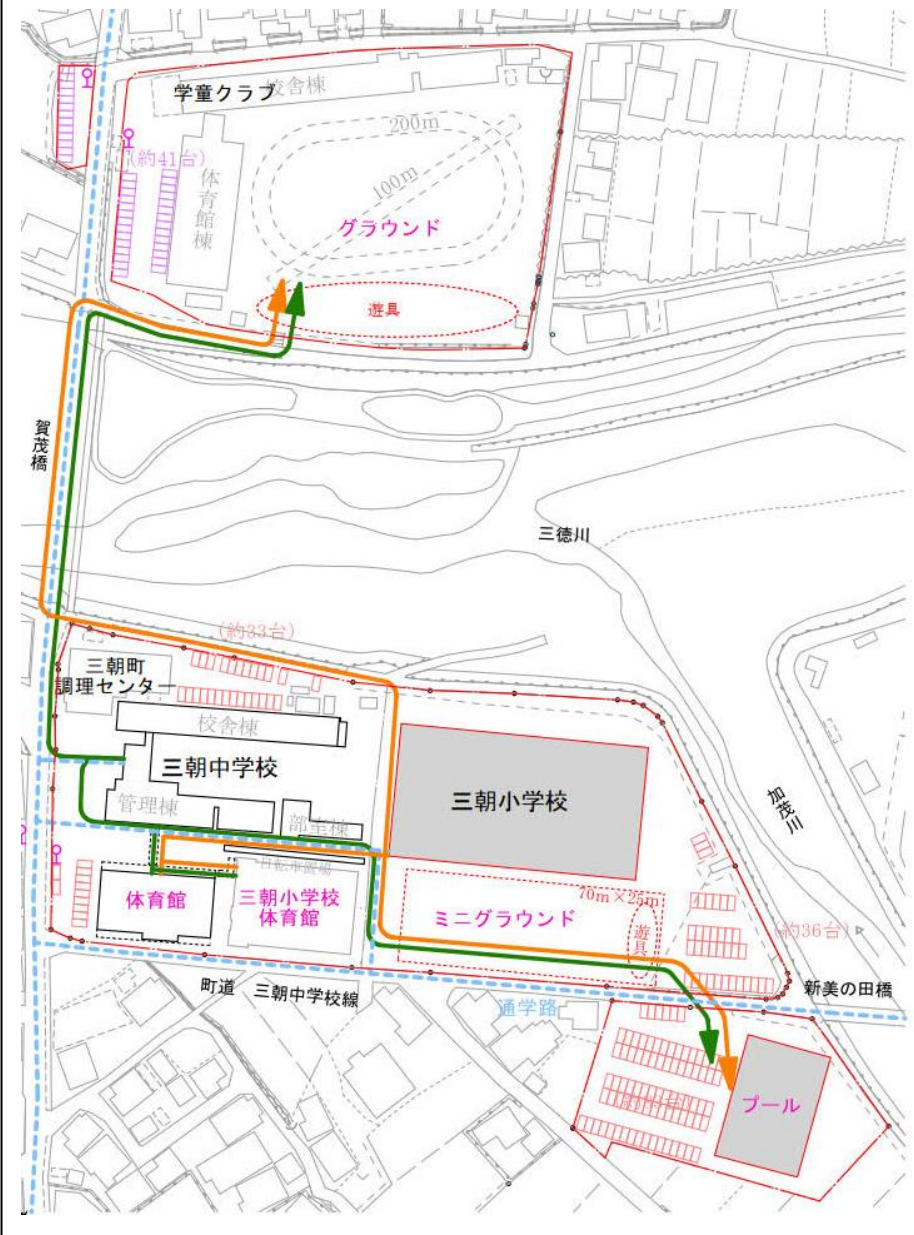 学童クラブ
校舎棟
200m
(約41台)
100m
体育館棟
グラウンド
遊具
賀茂橋
三徳川
(約33台)
三朝町
調理センター
校舎棟
三朝中学校
三朝小学校
加茂川
管理棟
部室棟
自転車置場
70m×25m
体育館
三朝小学校
体育館
ミニグラウンド
遊具
(約36台)
町道 三朝中学校線
通学路
新美の田橋
プール